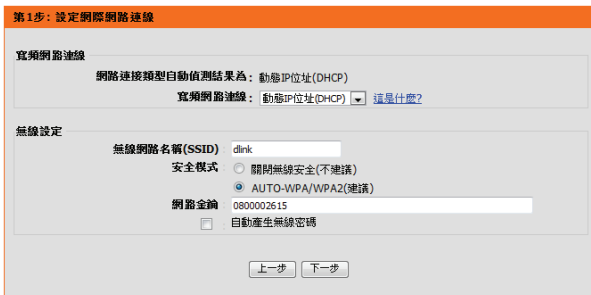 第1步: 設定網際網路連線
寬頻網路連線
網路連接類型自動偵測結果為: 動態IP位址(DHCP)
寬頻網路連線: 動態IP位址(DHCP) 這是什麼?
無線設定
無線網路名稱(SSID) : dlink
安全模式 : 關閉無線安全(不建議)
AUTO-WPA/WPA2(建議)
網路金鑰 : 0800002615
自動產生無線密碼
上一步 下一步